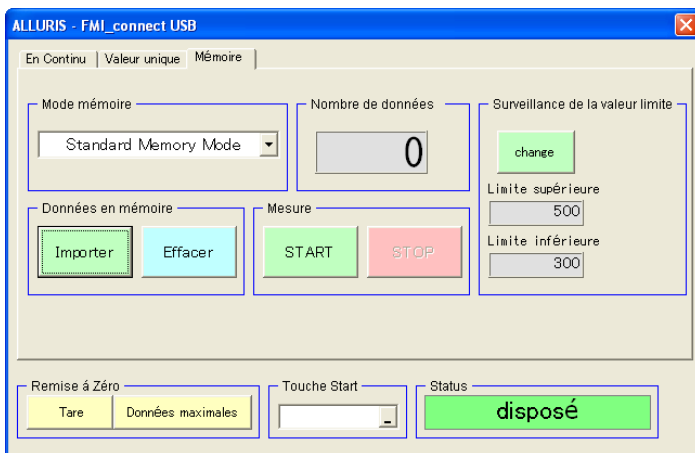 ALLURIS - FMI_connect USB
En Continu
Valeur unique
Mémoire
Mode mémoire
Standard Memory Mode
Nombre de données
0
Surveillance de la valeur limite
change
Limite supérieure
500
Limite inférieure
300
Données en mémoire
Importer
Effacer
Mesure
START
STOP
Remise á Zéro
Tare
Données maximales
Touche Start
_
Status
disposé